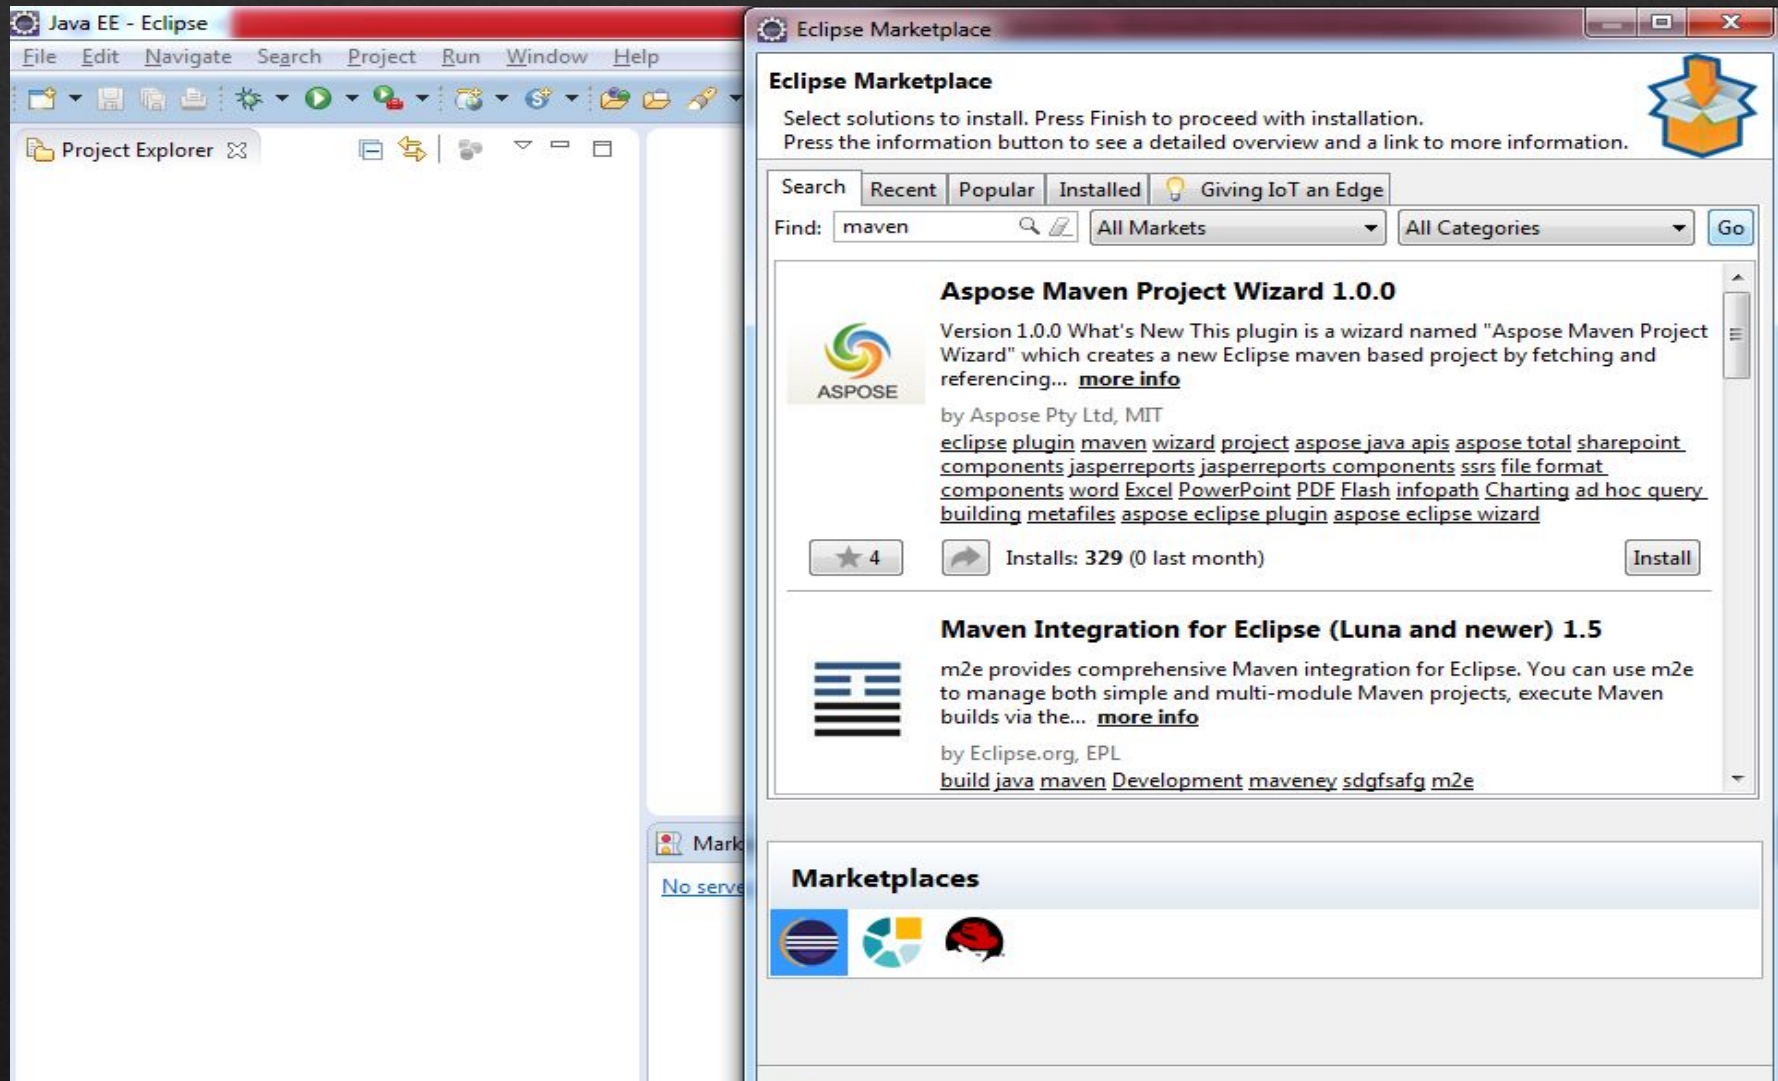 Java EE - Eclipse
File Edit Navigate Search Project Run Window Help
Project Explorer
Mark
No serve
Eclipse Marketplace
Eclipse Marketplace
Select solutions to install. Press Finish to proceed with installation.
Press the information button to see a detailed overview and a link to more information.
Search Recent Popular Installed Giving IoT an Edge
Find: maven All Markets All Categories Go
Aspose Maven Project Wizard 1.0.0
Version 1.0.0 What's New This plugin is a wizard named "Aspose Maven Project
Wizard" which creates a new Eclipse maven based project by fetching and
referencing... more info
ASPOSE
by Aspose Pty Ltd, MIT
eclipse plugin maven wizard project aspose java apis aspose total sharepoint
components jasperreports jasperreports components ssrs file format
components word Excel PowerPoint PDF Flash infopath Charting ad hoc query
building metafiles aspose eclipse plugin aspose eclipse wizard
4 Installs: 329 (0 last month) Install
Maven Integration for Eclipse (Luna and newer) 1.5
m2e provides comprehensive Maven integration for Eclipse. You can use m2e
to manage both simple and multi-module Maven projects, execute Maven
builds via the... more info
by Eclipse.org, EPL
build java maven Development maveney sdgfsafg m2e
Marketplaces